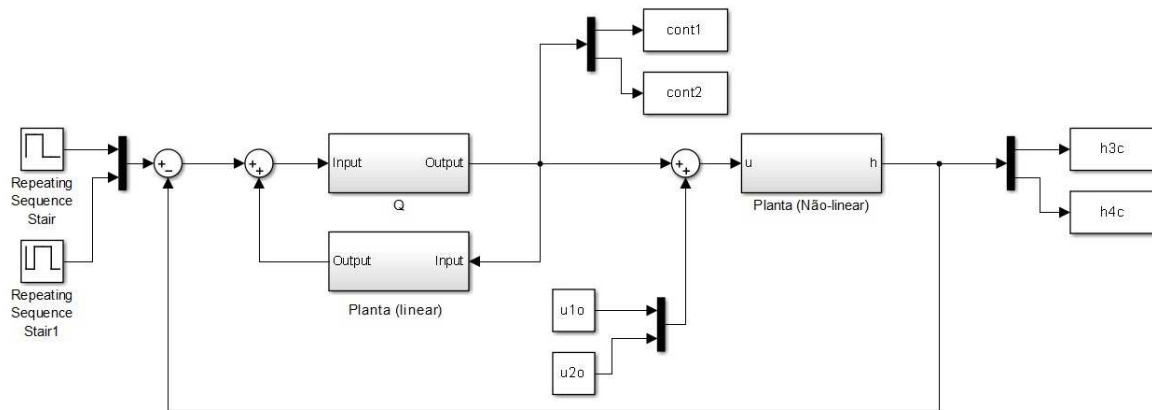 cont1
cont2
Repeating
Sequence
Stair
+
−
+
+
Input
Output
Q
+
+
u
h
Planta (Não-linear)
h3c
h4c
Repeating
Sequence
Stair1
Output
Input
Planta (linear)
u1o
u2o